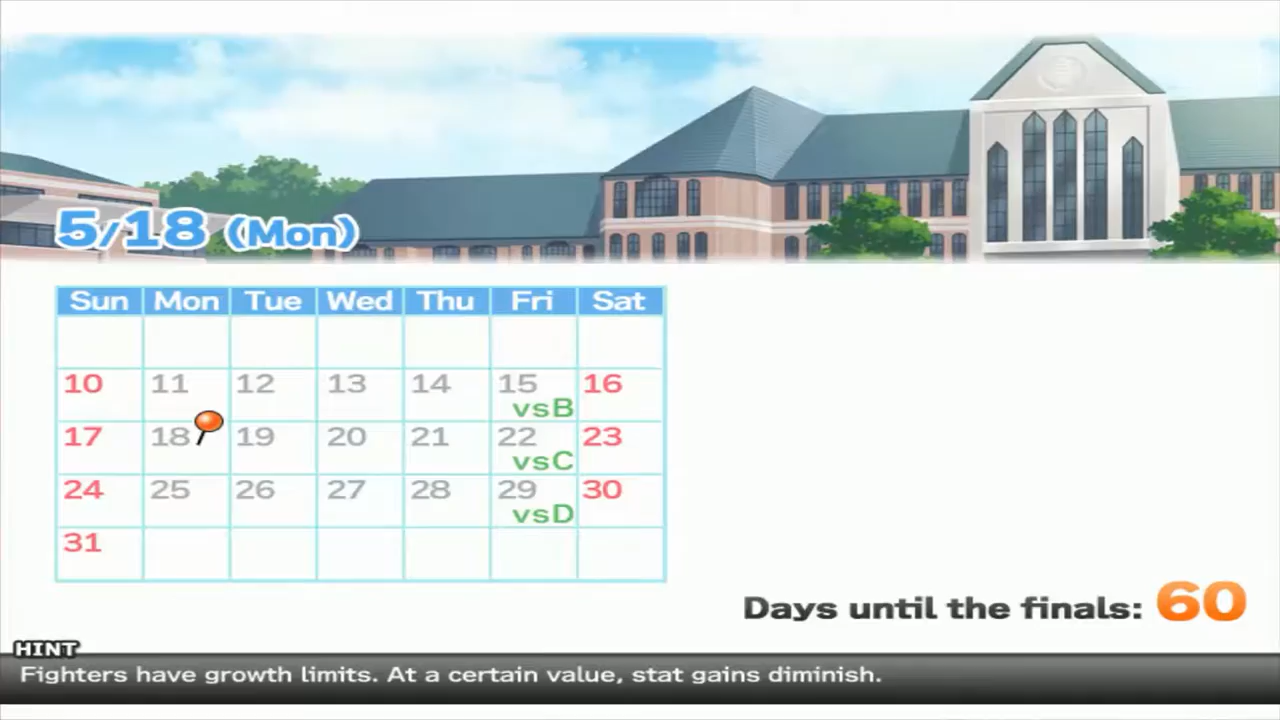 5/18 (Mon)
Sun Mon Tue Wed Thu Fri Sat
10 11 12 13 14 15 16
vsB
17 18 19 20 21 22 23
vsC
24 25 26 27 28 29 30
vsD
31
Days until the finals: 60
HINT
Fighters have growth limits. At a certain value, stat gains diminish.